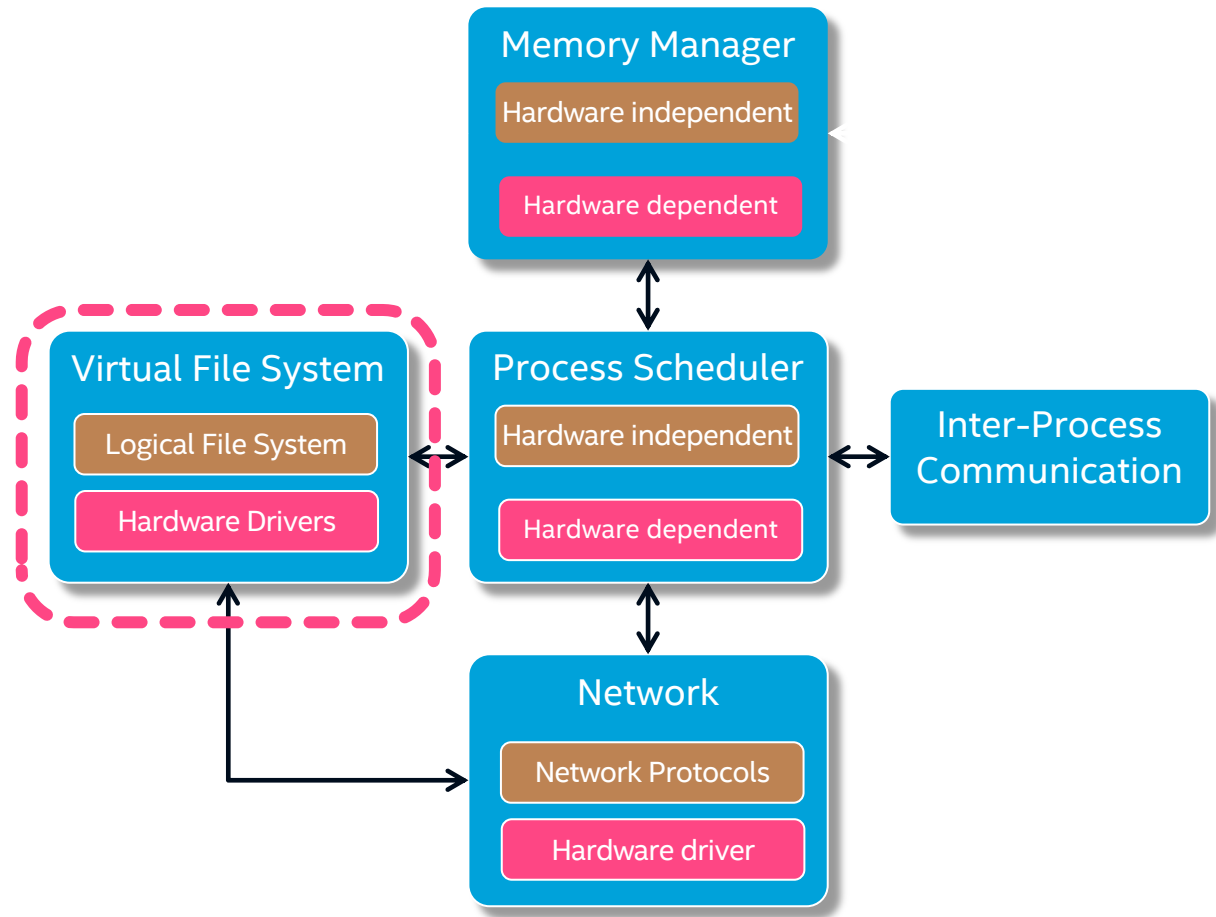 Memory Manager
Hardware independent
Hardware dependent
Virtual File System
Logical File System
Hardware Drivers
Process Scheduler
Hardware independent
Hardware dependent
Inter-Process
Communication
Network
Network Protocols
Hardware driver